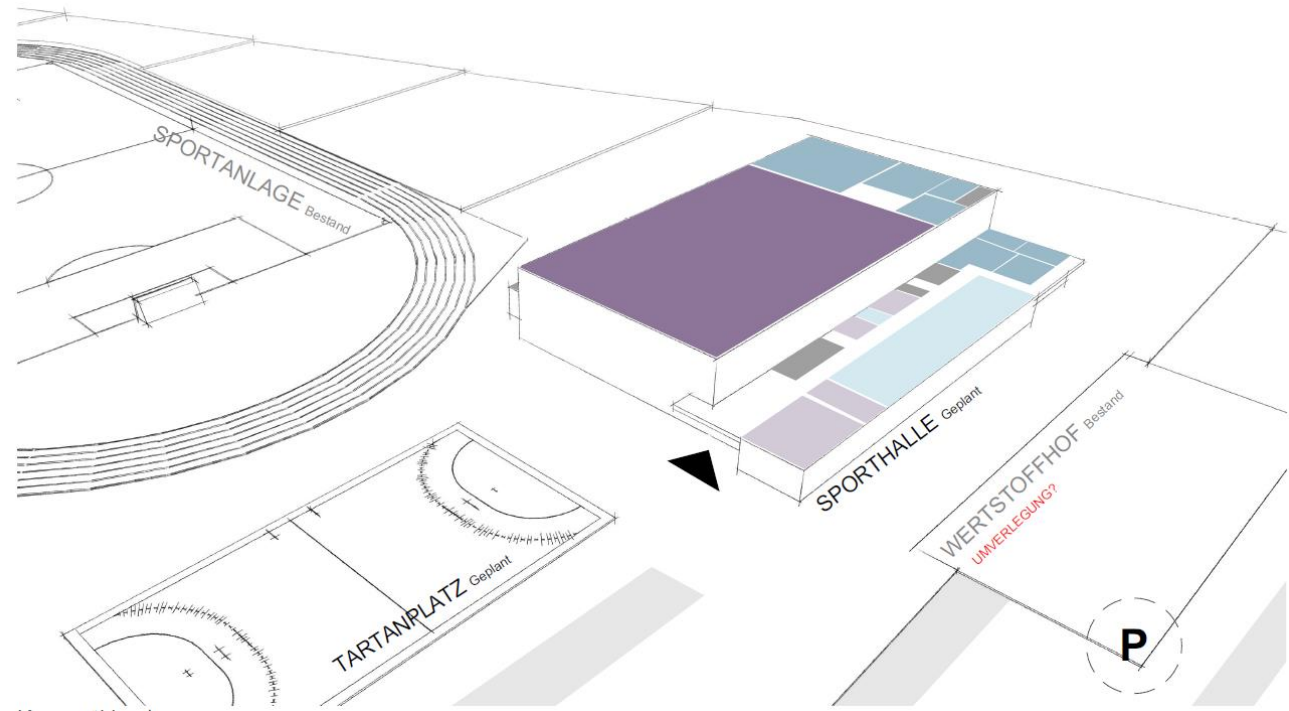 SPORTANLAGE Bestand
SPORTHALLE Geplant
WERTSTOFFHOF Bestand
UMVERLEGUNG?
TARTANPLATZ Geplant
P